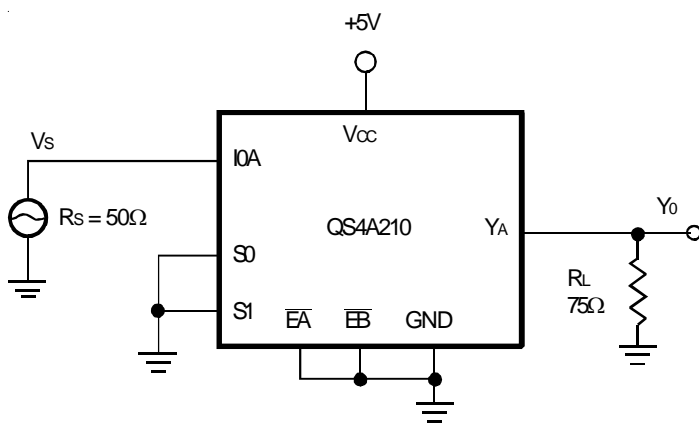 +5V
VCC
VS
I0A
RS = 50Ω
QS4A210
YA
Y0
S0
RL
75Ω
S1
EA
EB
GND